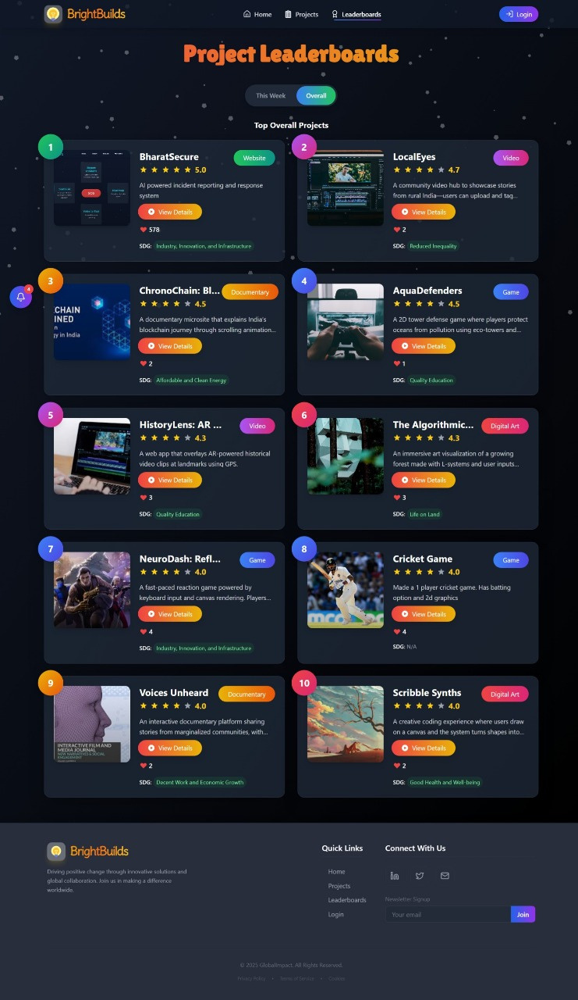 BrightBuilds
Home
Projects
Leaderboards
Login
Project Leaderboards
This Week
Overall
Top Overall Projects
1
BharatSecure
Website
5.0
AI powered incident reporting and response
system
View Details
578
SDG: Industry, Innovation, and Infrastructure
2
LocalEyes
Video
4.7
A community video hub to showcase stories
from rural India—users can upload and tag...
View Details
2
SDG: Reduced Inequality
4
3
CHAIN
INED
n
gy in India
ChronoChain: Bl...
Documentary
4.5
A documentary microsite that explains India's
blockchain journey through scrolling animation...
View Details
2
SDG: Affordable and Clean Energy
4
AquaDefenders
Game
4.5
A 2D tower defense game where players protect
oceans from pollution using eco-towers and...
View Details
1
SDG: Quality Education
5
HistoryLens: AR ...
Video
4.3
A web app that overlays AR-powered historical
video clips at landmarks using GPS.
View Details
3
SDG: Quality Education
6
The Algorithmic...
Digital Art
4.3
An immersive art visualization of a growing
forest made with L-systems and user inputs...
View Details
3
SDG: Life on Land
7
NeuroDash: Refl...
Game
4.0
A fast-paced reaction game powered by
keyboard input and canvas rendering. Players...
View Details
4
SDG: Industry, Innovation, and Infrastructure
8
Cricket Game
Game
4.0
Made a 1 player cricket game. Has batting
option and 2d graphics
View Details
4
SDG: N/A
9
INTERACTIVE FILM AND
MEDIA JOURNAL
NEW NARRATIVES & SOCIAL
ENGAGEMENT
Voices Unheard
Documentary
4.0
An interactive documentary platform sharing
stories from marginalized communities, with...
View Details
2
SDG: Decent Work and Economic Growth
10
Scribble Synths
Digital Art
4.0
A creative coding experience where users draw
on a canvas and the system turns shapes into...
View Details
2
SDG: Good Health and Well-being
BrightBuilds
Driving positive change through innovative solutions and
global collaboration. Join us in making a difference
worldwide.
Quick Links
Home
Projects
Leaderboards
Login
Connect With Us
Newsletter Signup
Your email
Join
© 2025 GlobalImpact. All Rights Reserved.
Privacy Policy • Terms of Service • Cookies